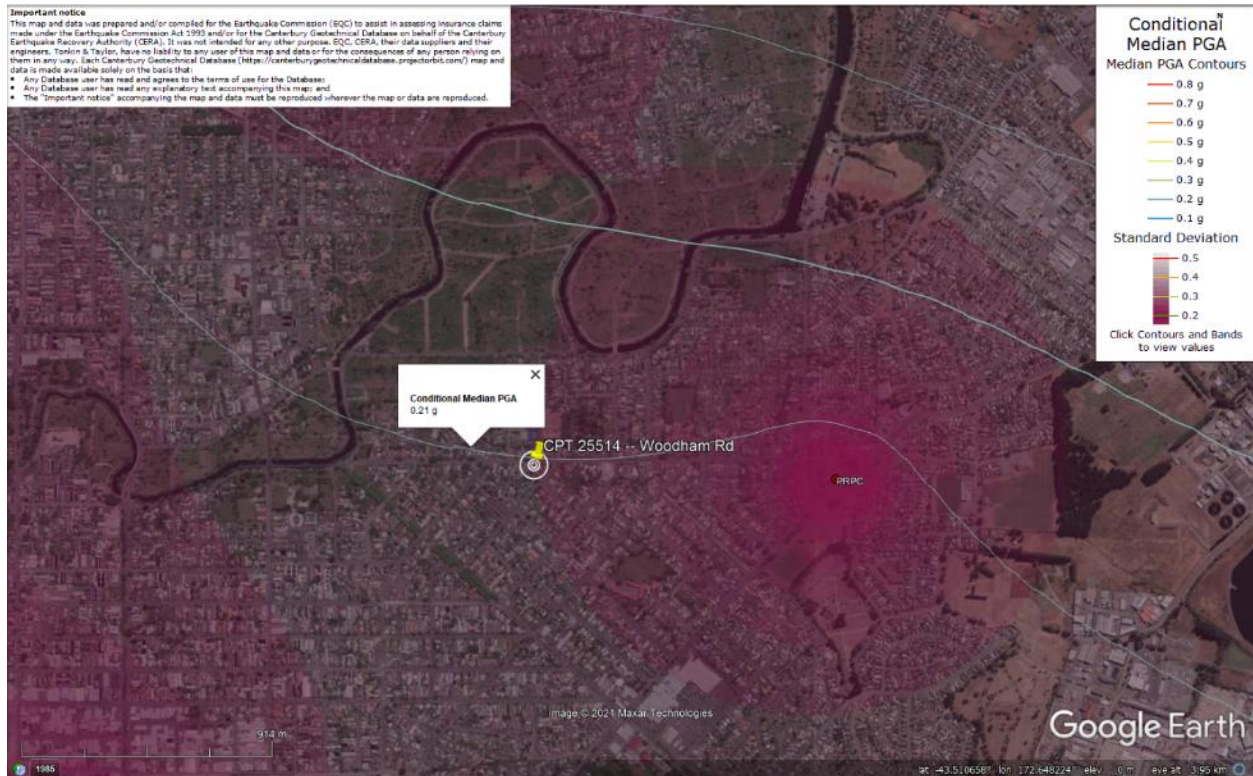 Important notice
This map and data was prepared and/or compiled for the Earthquake Commission (EQC) to assist in assessing insurance claims
made under the Earthquake Commission Act 1993 and/or for the Canterbury Geotechnical Database on behalf of the Canterbury
Earthquake Recovery Authority (CERA). It was not intended for any other purpose. EQC, CERA, their data suppliers and their
engineers, Tonkin & Taylor, have no liability to any user of this map and data or for the consequences of any person relying on
them in any way. Each Canterbury Geotechnical Database (https://canterburygeotechnicaldatabase.projectorbit.com/) map and
data is made available solely on the basis that:
• Any Database user has read and agrees to the terms of use for the Database;
• Any Database user has read any explanatory text accompanying this map; and
• The "Important notice" accompanying the map and data must be reproduced wherever the map or data are reproduced.
N
Conditional
Median PGA
Median PGA Contours
0.8 g
0.7 g
0.6 g
0.5 g
0.4 g
0.3 g
0.2 g
0.1 g
Standard Deviation
0.5
0.4
0.3
0.2
Click Contours and Bands
to view values
Conditional Median PGA
0.21 g
CPT 25514 -- Woodham Rd
PRPC
Image © 2021 Maxar Technologies
Google Earth
914 m
1985
lat -43.510658° lon 172.648224° elev 0 m eye alt 3.95 km